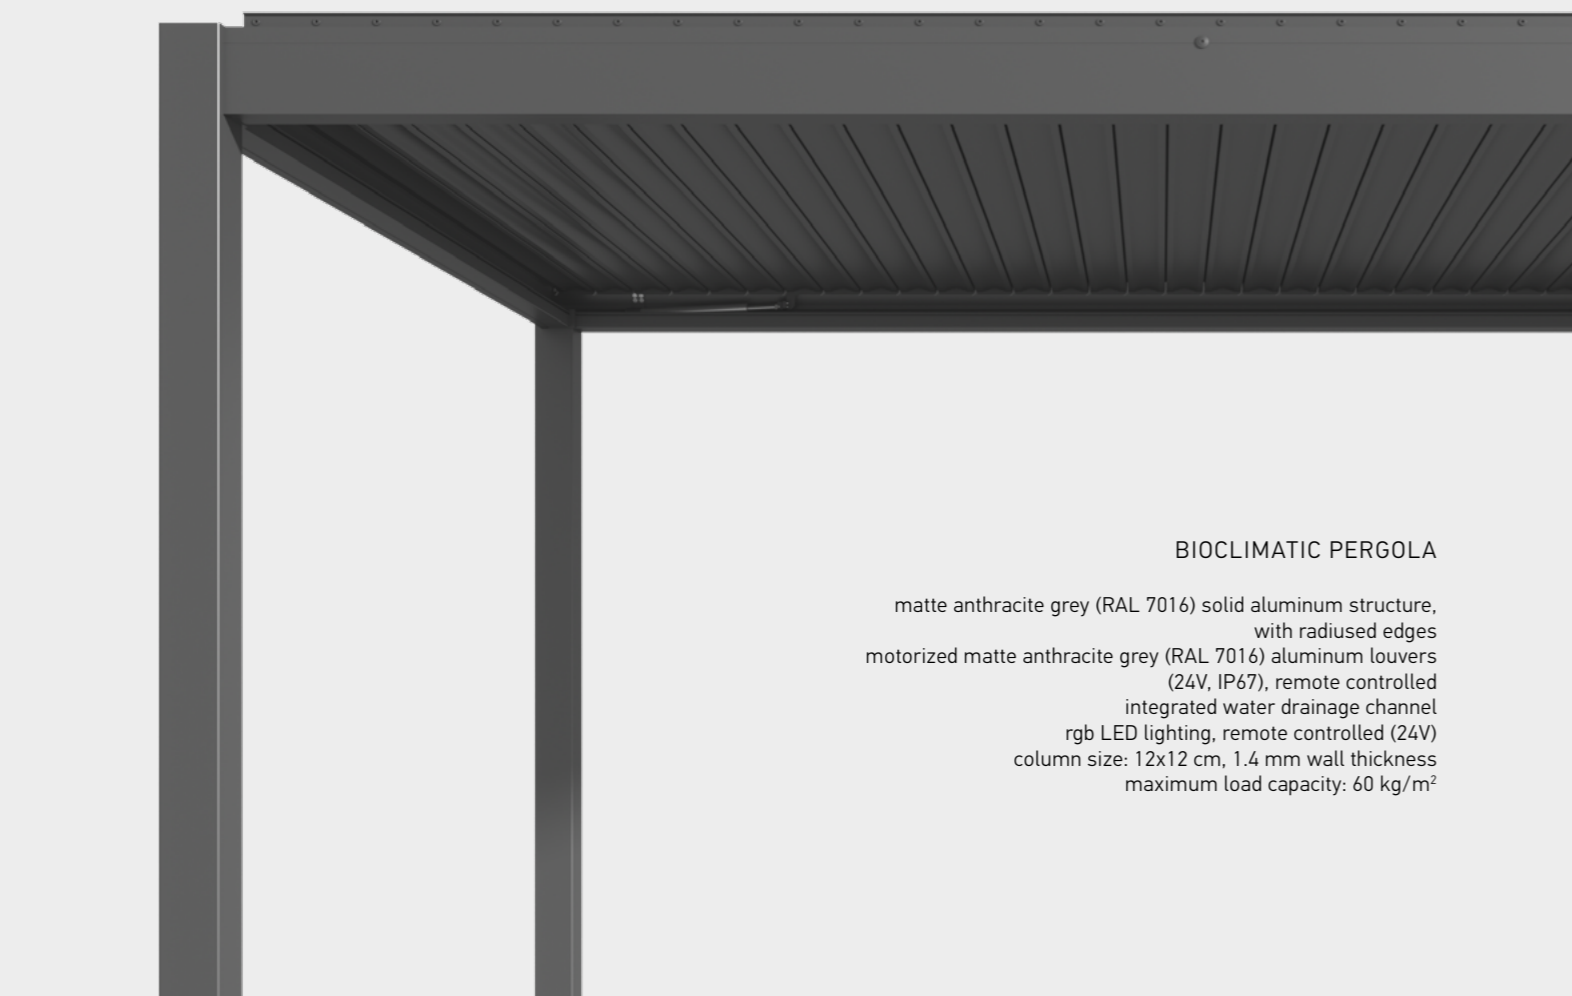 BIOCLIMATIC PERGOLA
matte anthracite grey (RAL 7016) solid aluminum structure,
with radiused edges
motorized matte anthracite grey (RAL 7016) aluminum louvers
(24V, IP67), remote controlled
integrated water drainage channel
rgb LED lighting, remote controlled (24V)
column size: 12x12 cm, 1.4 mm wall thickness
maximum load capacity: 60 kg/m²